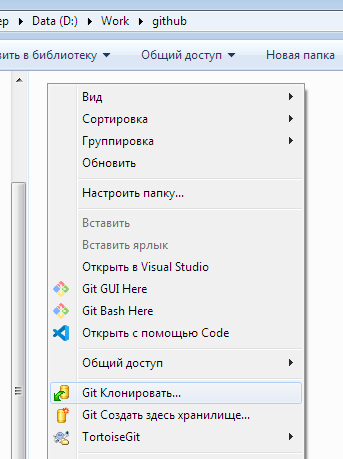 ер ▸ Data (D:) ▸ Work ▸ github
ить в библиотеку Общий доступ Новая папка
Вид
Сортировка
Группировка
Обновить
Настроить папку...
Вставить
Вставить ярлык
Открыть в Visual Studio
Git GUI Here
Git Bash Here
Открыть с помощью Code
Общий доступ
Git Клонировать...
Git Создать здесь хранилище...
TortoiseGit